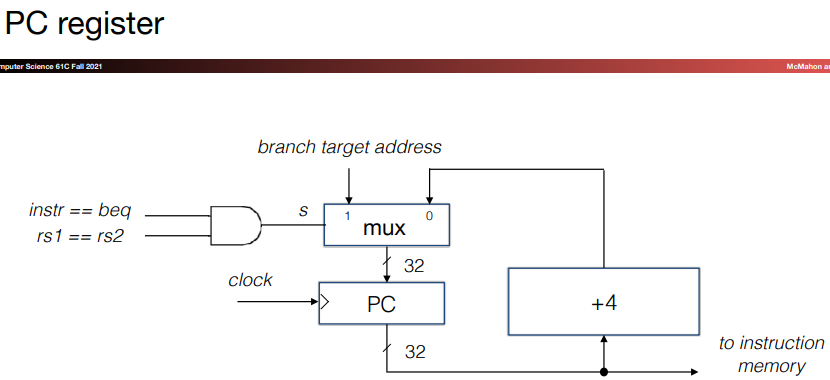 PC register
mputer Science 61C Fall 2021
McMahon a
branch target address
instr == beq
rs1 == rs2
s
1
0
mux
32
clock
PC
+4
32
to instruction
memory